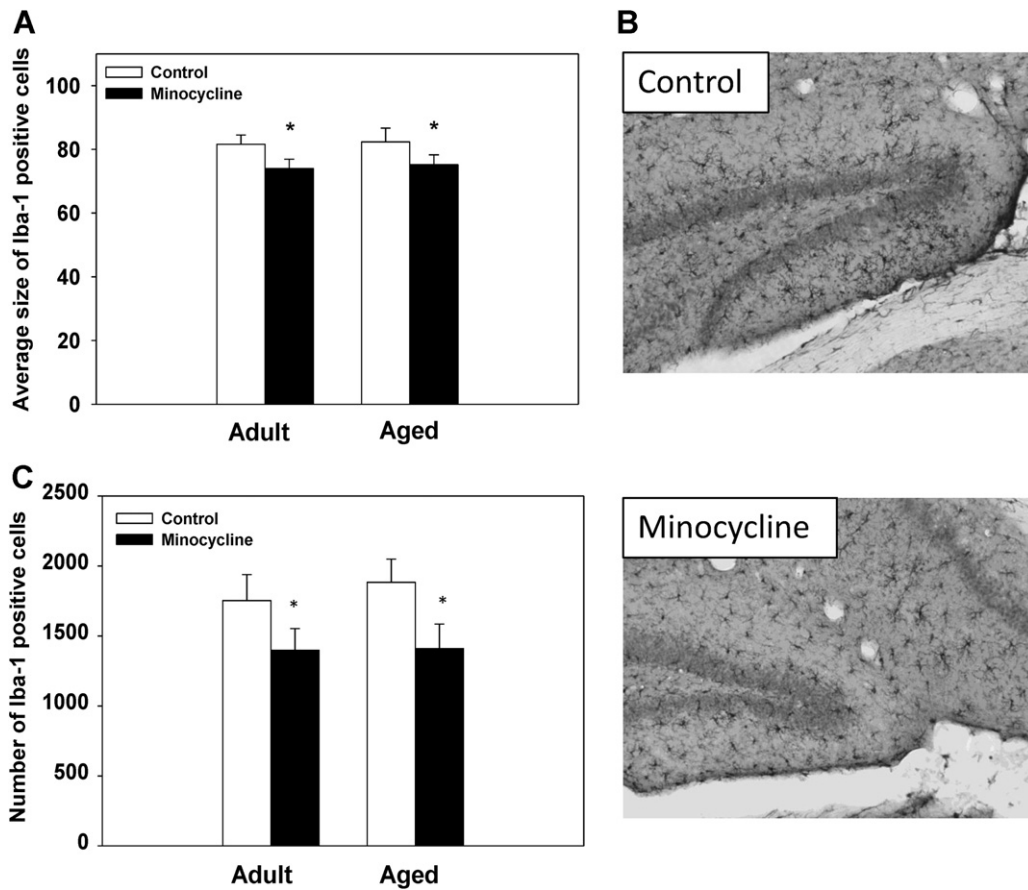 A
Average size of Iba-1 positive cells
100
80
60
40
20
0
Control
Minocycline
*
*
Adult
Aged
B
Control
Minocycline
C
Number of Iba-1 positive cells
2500
2000
1500
1000
500
0
Control
Minocycline
*
*
Adult
Aged